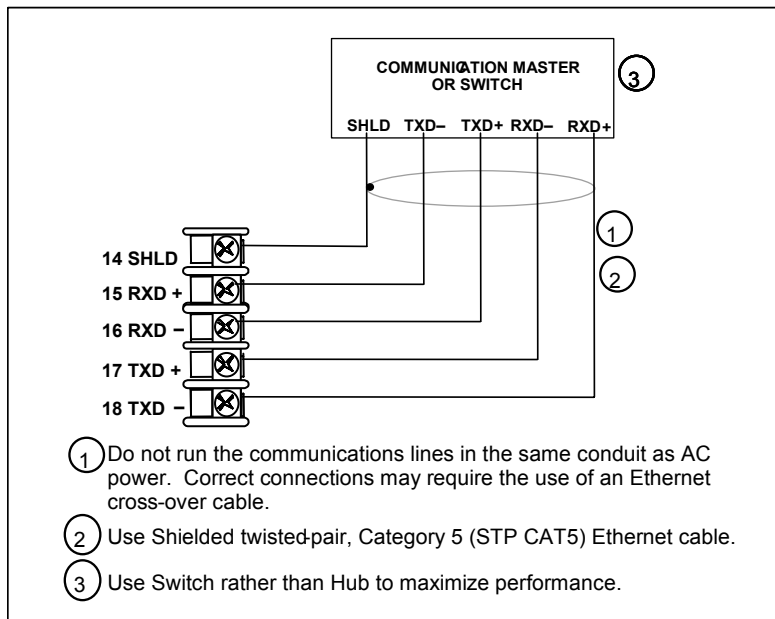 COMMUNICATION MASTER
OR SWITCH
3
SHLD TXD– TXD+ RXD– RXD+
1
2
14 SHLD
15 RXD +
16 RXD –
17 TXD +
18 TXD –
1 Do not run the communications lines in the same conduit as AC
power. Correct connections may require the use of an Ethernet
cross-over cable.
2 Use Shielded twisted-pair, Category 5 (STP CAT5) Ethernet cable.
3 Use Switch rather than Hub to maximize performance.